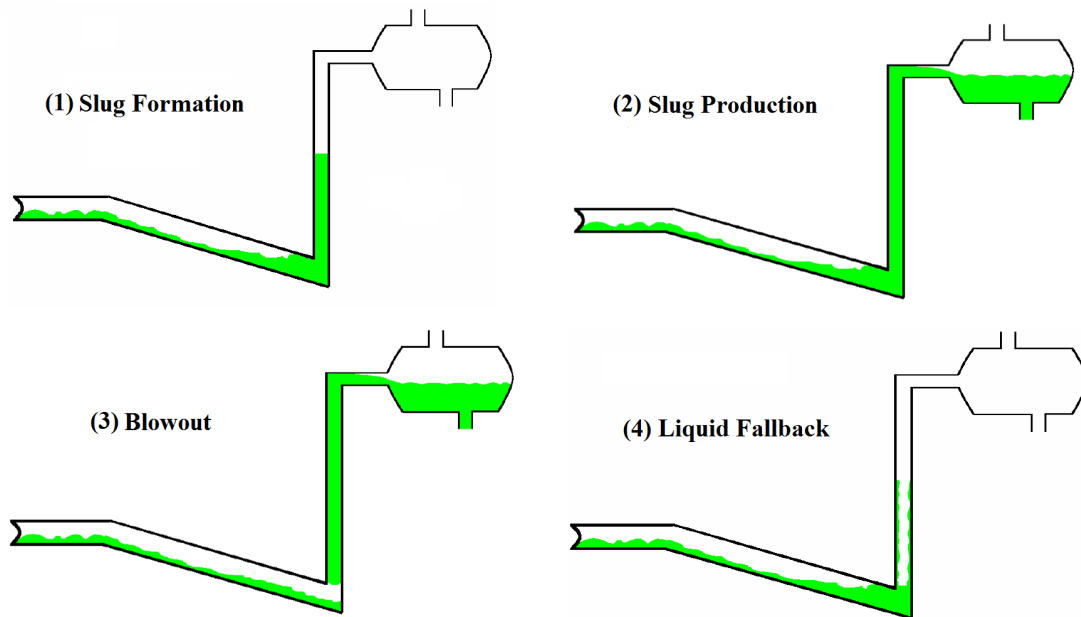 (1) Slug Formation
(2) Slug Production
(3) Blowout
(4) Liquid Fallback